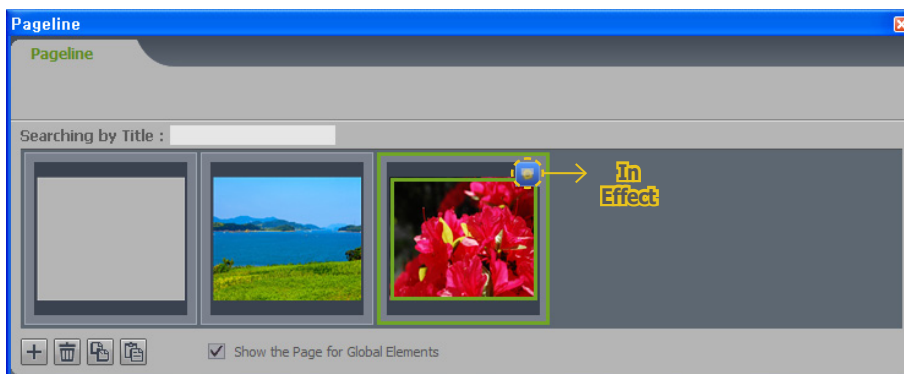 Pageline
Pageline
Searching by Title :
In
Effect
Show the Page for Global Elements